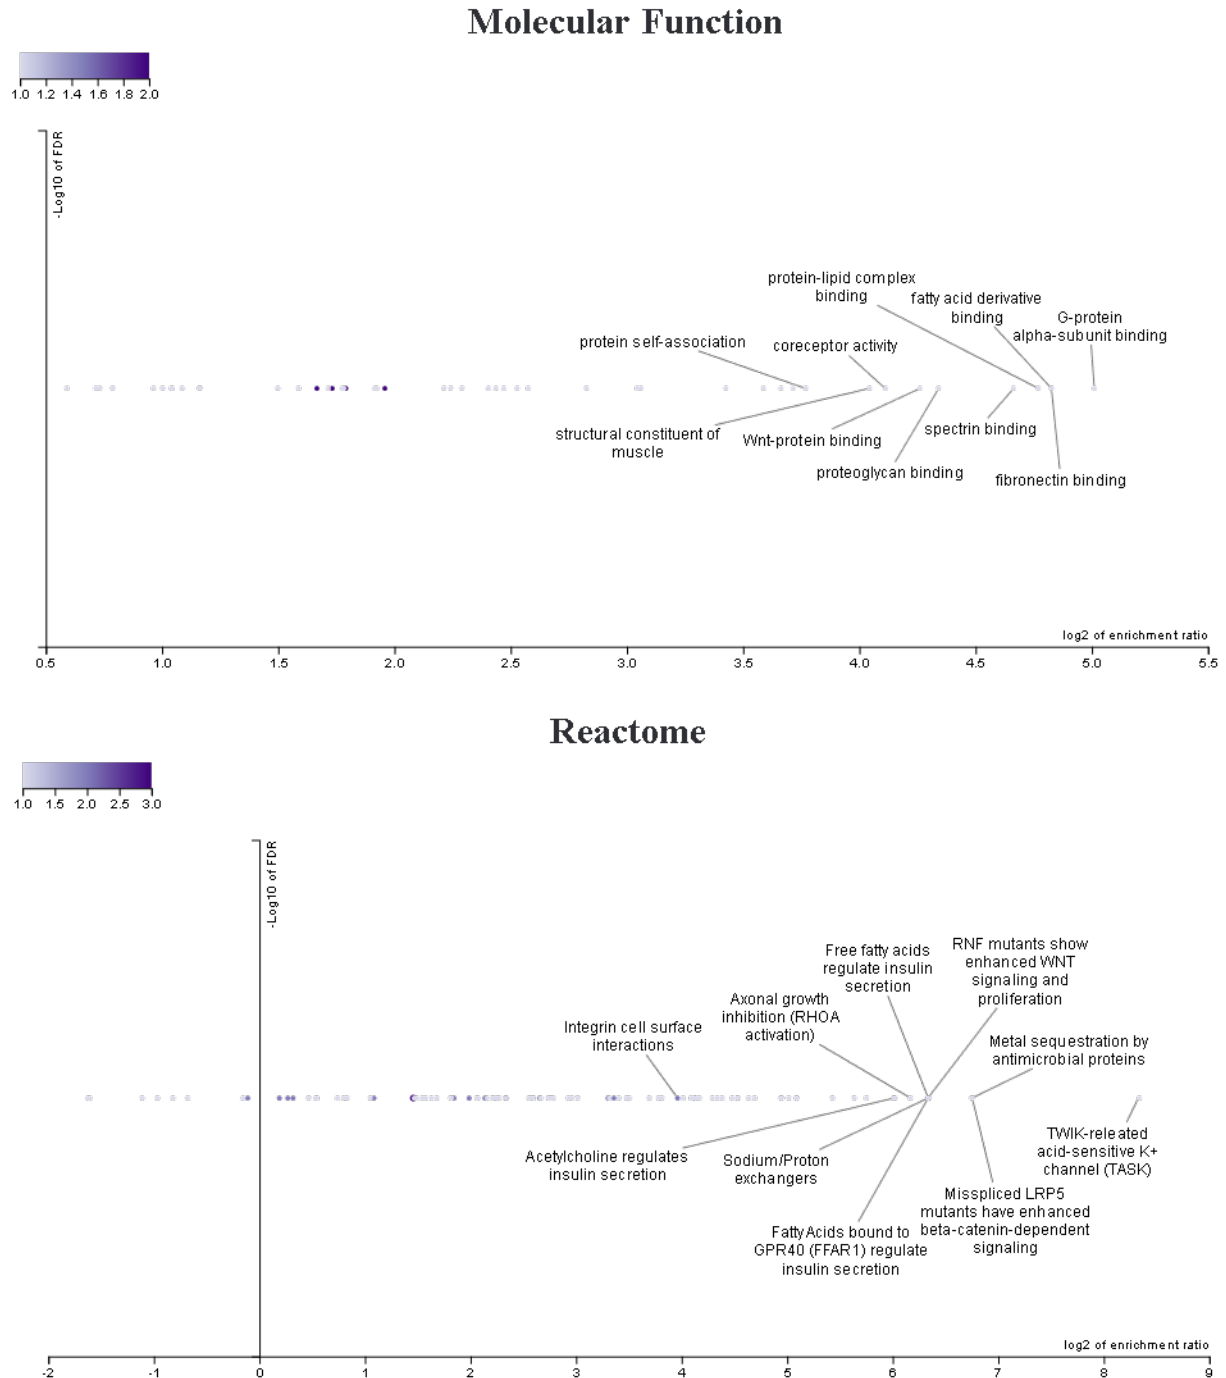 Molecular Function
1.0 1.2 1.4 1.6 1.8 2.0
-Log10 of FDR
protein-lipid complex
binding
fatty acid derivative
binding
G-protein
alpha-subunit binding
protein self-association
coreceptor activity
structural constituent of
muscle
Wnt-protein binding
spectrin binding
proteoglycan binding
fibronectin binding
log2 of enrichment ratio
0.5 1.0 1.5 2.0 2.5 3.0 3.5 4.0 4.5 5.0 5.5
Reactome
1.0 1.5 2.0 2.5 3.0
-Log10 of FDR
Free fatty acids
regulate insulin
secretion
RNF mutants show
enhanced WNT
signaling and
proliferation
Axonal growth
inhibition (RHOA
activation)
Integrin cell surface
interactions
Metal sequestration by
antimicrobial proteins
Acetylcholine regulates
insulin secretion
Sodium/Proton
exchangers
TWIK-releated
acid-sensitive K+
channel (TASK)
Misspliced LRP5
mutants have enhanced
beta-catenin-dependent
signaling
Fatty Acids bound to
GPR40 (FFAR1) regulate
insulin secretion
log2 of enrichment ratio
-2 -1 0 1 2 3 4 5 6 7 8 9